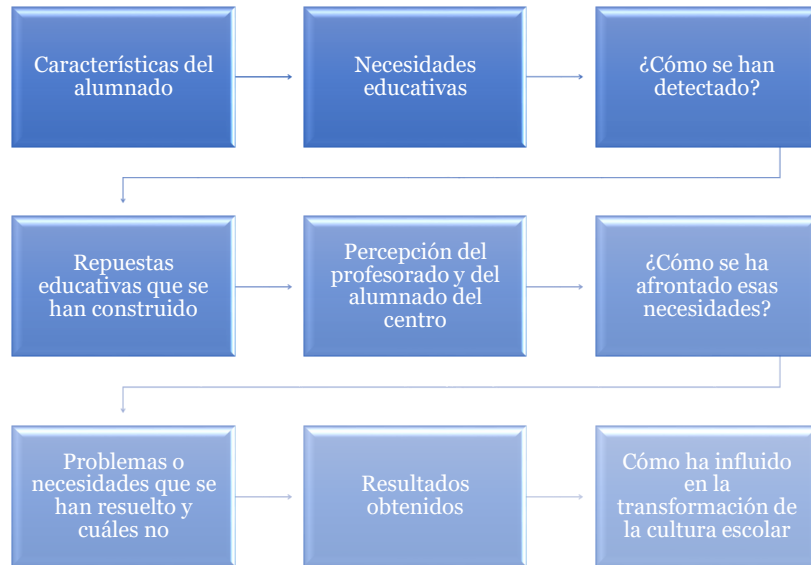 Características del
alumnado
Necesidades
educativas
¿Cómo se han
detectado?
Repuestas
educativas que se
han construido
Percepción del
profesorado y del
alumnado del
centro
¿Cómo se ha
afrontado esas
necesidades?
Problemas o
necesidades que se
han resuelto y
cuáles no
Resultados
obtenidos
Cómo ha influido
en la
transformación de
la cultura escolar